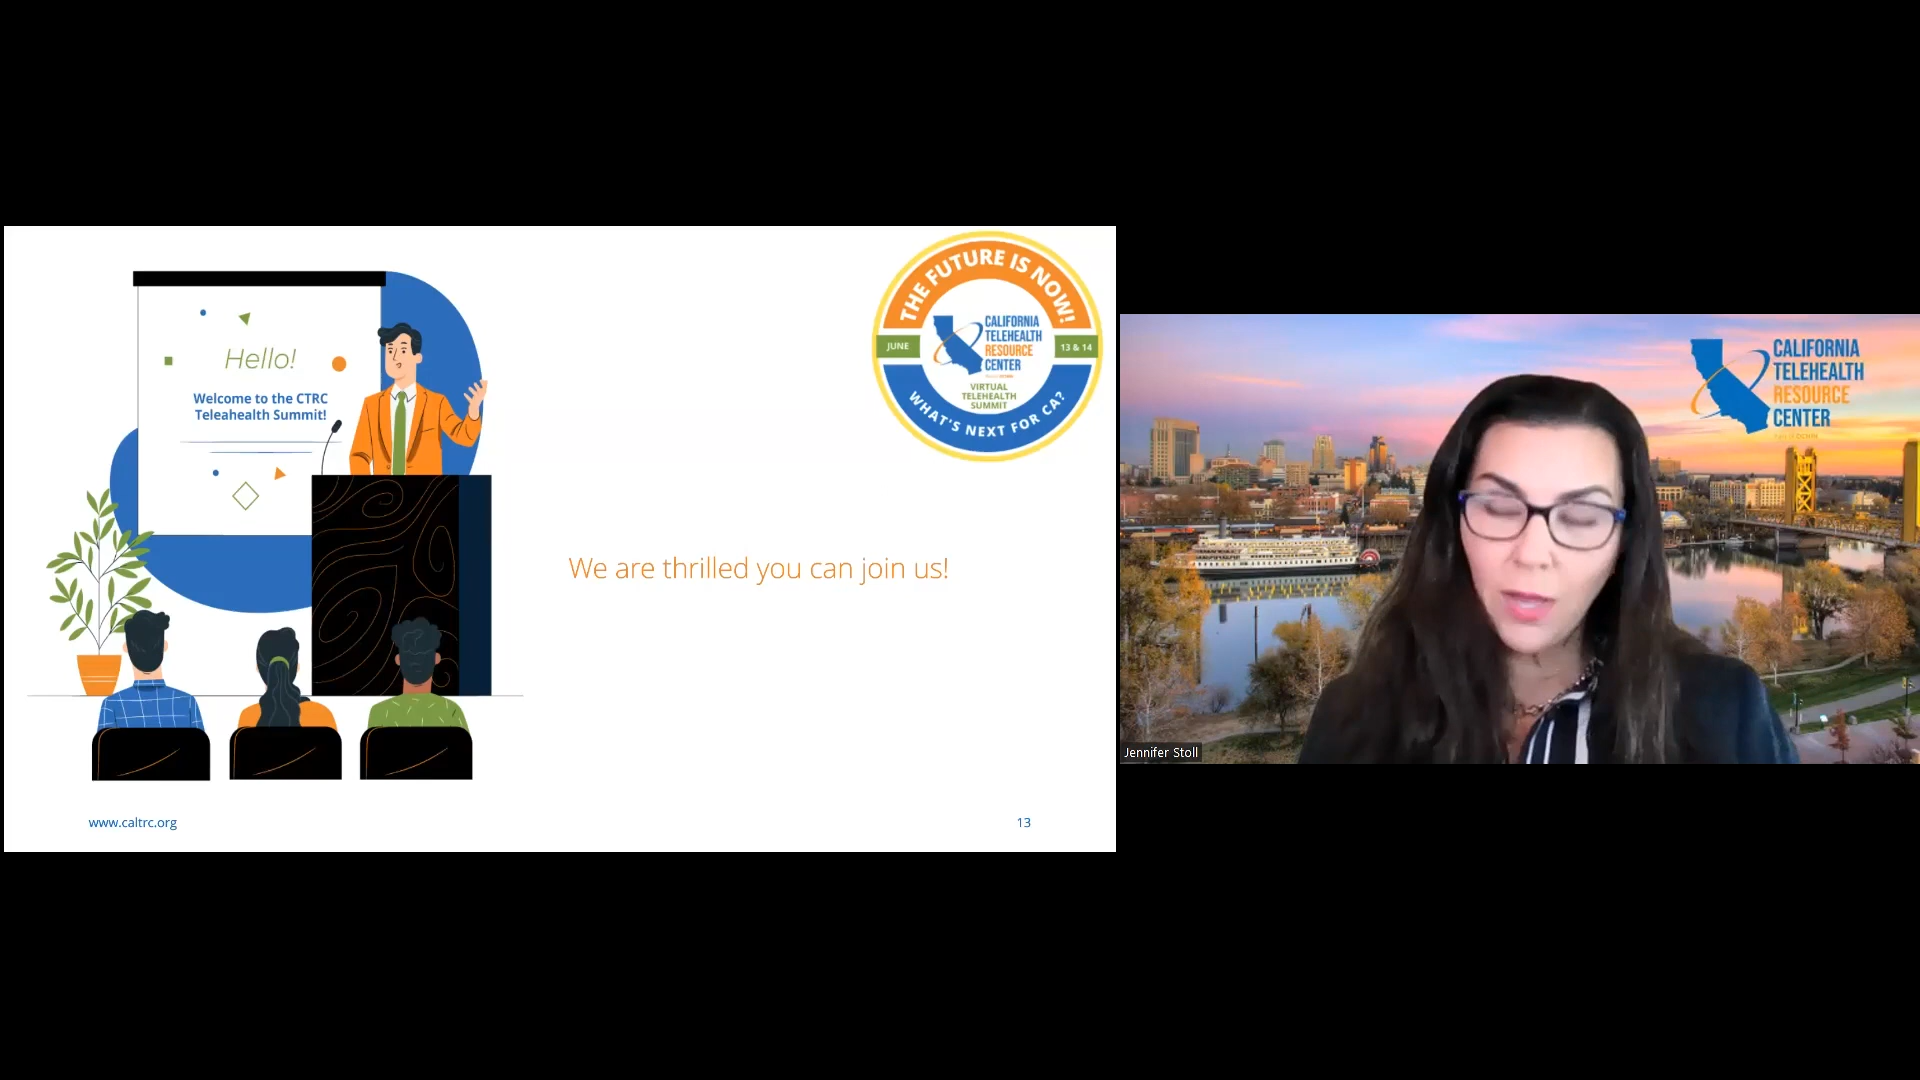 Hello!
Welcome to the CTRC
Teleahealth Summit!
THE FUTURE IS NOW!
JUNE
13 & 14
CALIFORNIA
TELEHEALTH
RESOURCE
CENTER
VIRTUAL
TELEHEALTH
SUMMIT
WHAT'S NEXT FOR CA?
We are thrilled you can join us!
www.caltrc.org
13
CALIFORNIA
TELEHEALTH
RESOURCE
CENTER
Jennifer Stoll